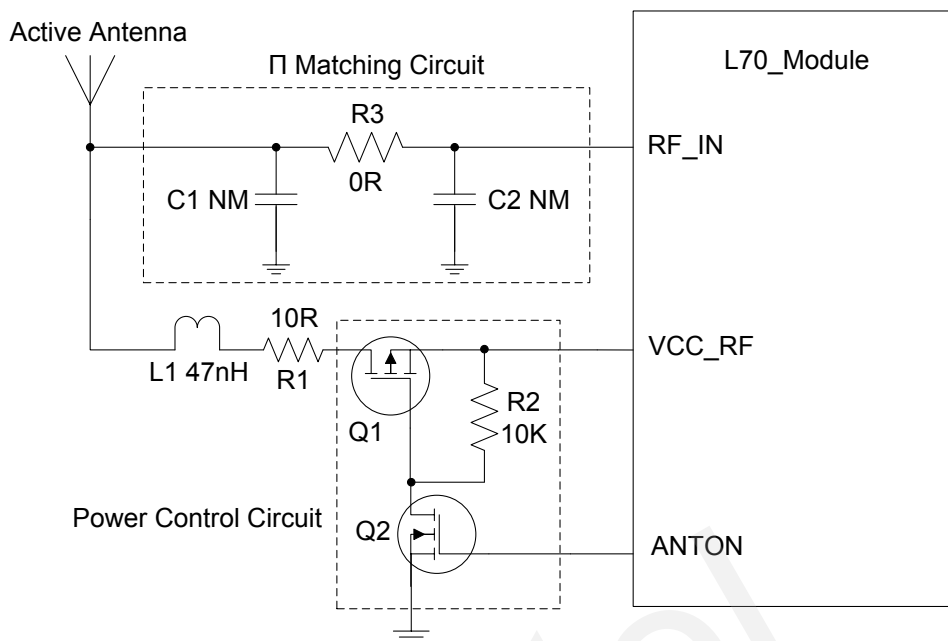 Active Antenna
Π Matching Circuit
L70_Module
R3
0R
RF_IN
C1 NM
C2 NM
10R
L1 47nH
R1
VCC_RF
R2
10K
Q1
Power Control Circuit
Q2
ANTON